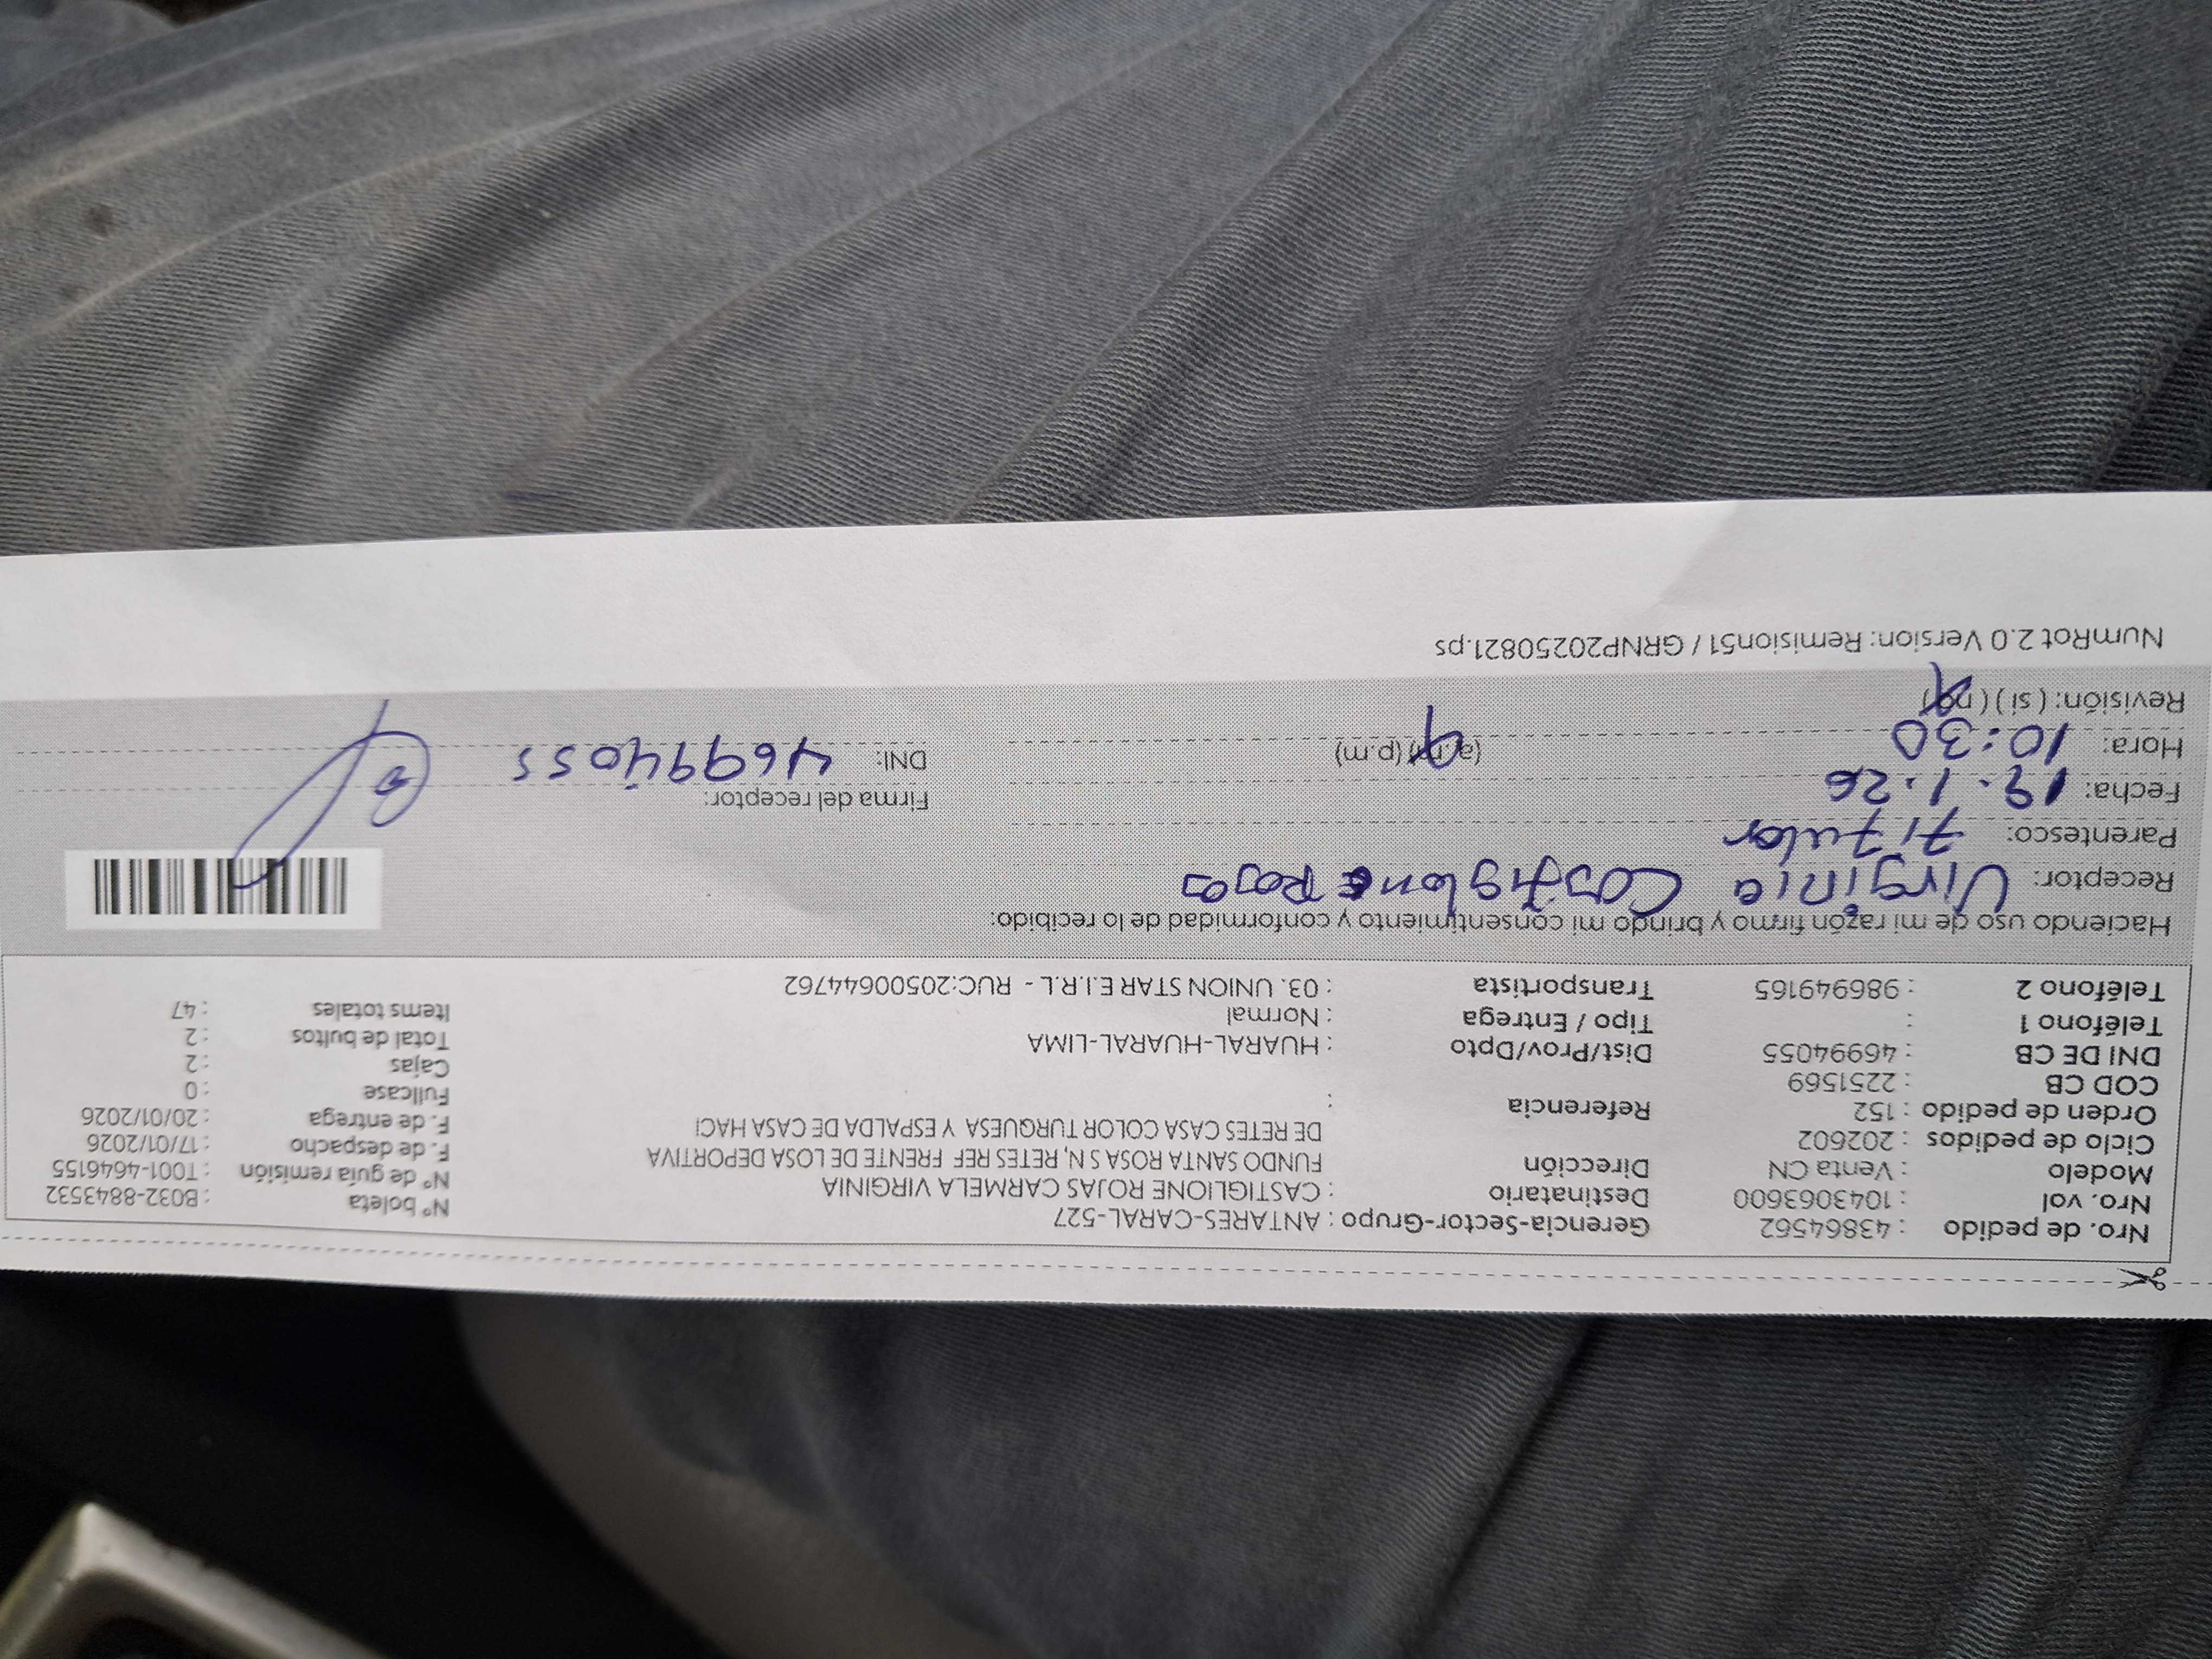 Nro. de pedido : 43864562 Gerencia-Sector-Grupo : ANTARES-CARAL-527 N° boleta : B032-8843532
Nro. vol : 1043063600 Destinatario : CASTIGLIONE ROJAS CARMELA VIRGINIA N° de guía remisión : T001-4646155
Modelo : Venta CN Dirección FUNDO SANTA ROSA S N, RETES REF FRENTE DE LOSA DEPORTIVA F. de despacho : 17/01/2026
Ciclo de pedidos : 202602 DE RETES CASA COLOR TURQUESA Y ESPALDA DE CASA HACI F. de entrega : 20/01/2026
Orden de pedido : 152 Referencia : Fullcase : 0
COD CB : 2251569 Cajas : 2
DNI DE CB : 46994055 Dist/Prov/Dpto : HUARAL-HUARAL-LIMA Total de bultos : 2
Teléfono 1 : Tipo / Entrega : Normal Items totales : 47
Teléfono 2 : 986949165 Transportista : 03. UNION STAR E.I.R.L - RUC:20500644762
Haciendo uso de mi razón firmo y brindo mi consentimiento y conformidad de lo recibido:
Receptor: Virginia Rojas
Parentesco: Titular
Fecha: 19.1.26 Firma del receptor:
Hora: 10:30 (a.m) (p.m) DNI: 46994055
Revisión: ( si ) ( no )
NumRot 2.0 Version: Remision51 / GRNP20250821.ps